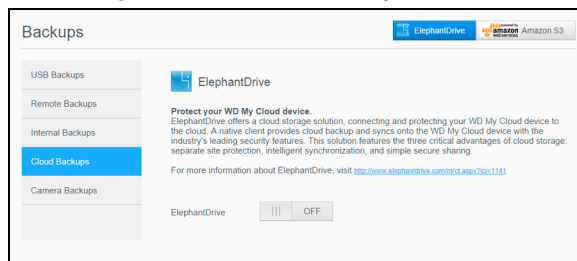 Backups
ElephantDrive
powered by
amazon
webservices
Amazon S3
USB Backups
Remote Backups
Internal Backups
Cloud Backups
Camera Backups
ElephantDrive
Protect your WD My Cloud device.
ElephantDrive offers a cloud storage solution, connecting and protecting your WD My Cloud device to
the cloud. A native client provides cloud backup and syncs onto the WD My Cloud device with the
industry's leading security features. This solution features the three critical advantages of cloud storage:
separate site protection, intelligent synchronization, and simple secure sharing.
For more information about ElephantDrive, visit http://www.elephantdrive.com/m/ct.aspx?ici=1141
ElephantDrive
OFF